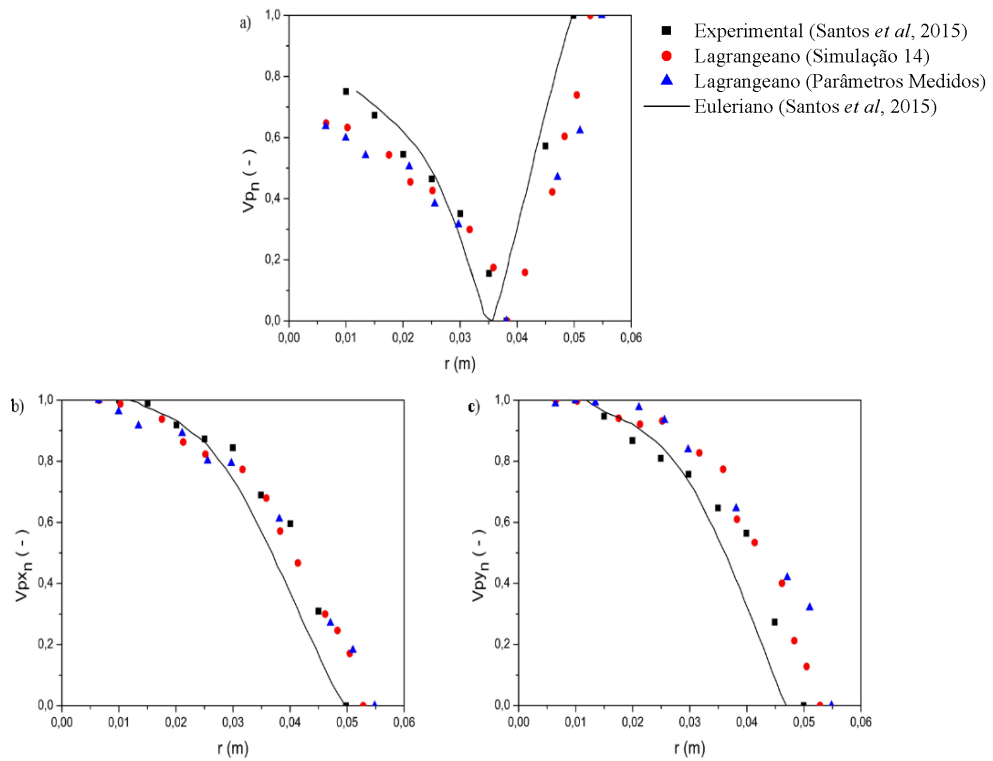 a)
Experimental (Santos et al, 2015)
Lagrangeano (Simulação 14)
Lagrangeano (Parâmetros Medidos)
Euleriano (Santos et al, 2015)
1,0
0,8
0,6
0,4
0,2
0,0
Vpn ( - )
0,00 0,01 0,02 0,03 0,04 0,05 0,06
r (m)
b)
1,0
0,8
0,6
0,4
0,2
0,0
Vpxn ( - )
0,00 0,01 0,02 0,03 0,04 0,05 0,06
r (m)
c)
1,0
0,8
0,6
0,4
0,2
0,0
Vpyn ( - )
0,00 0,01 0,02 0,03 0,04 0,05 0,06
r (m)